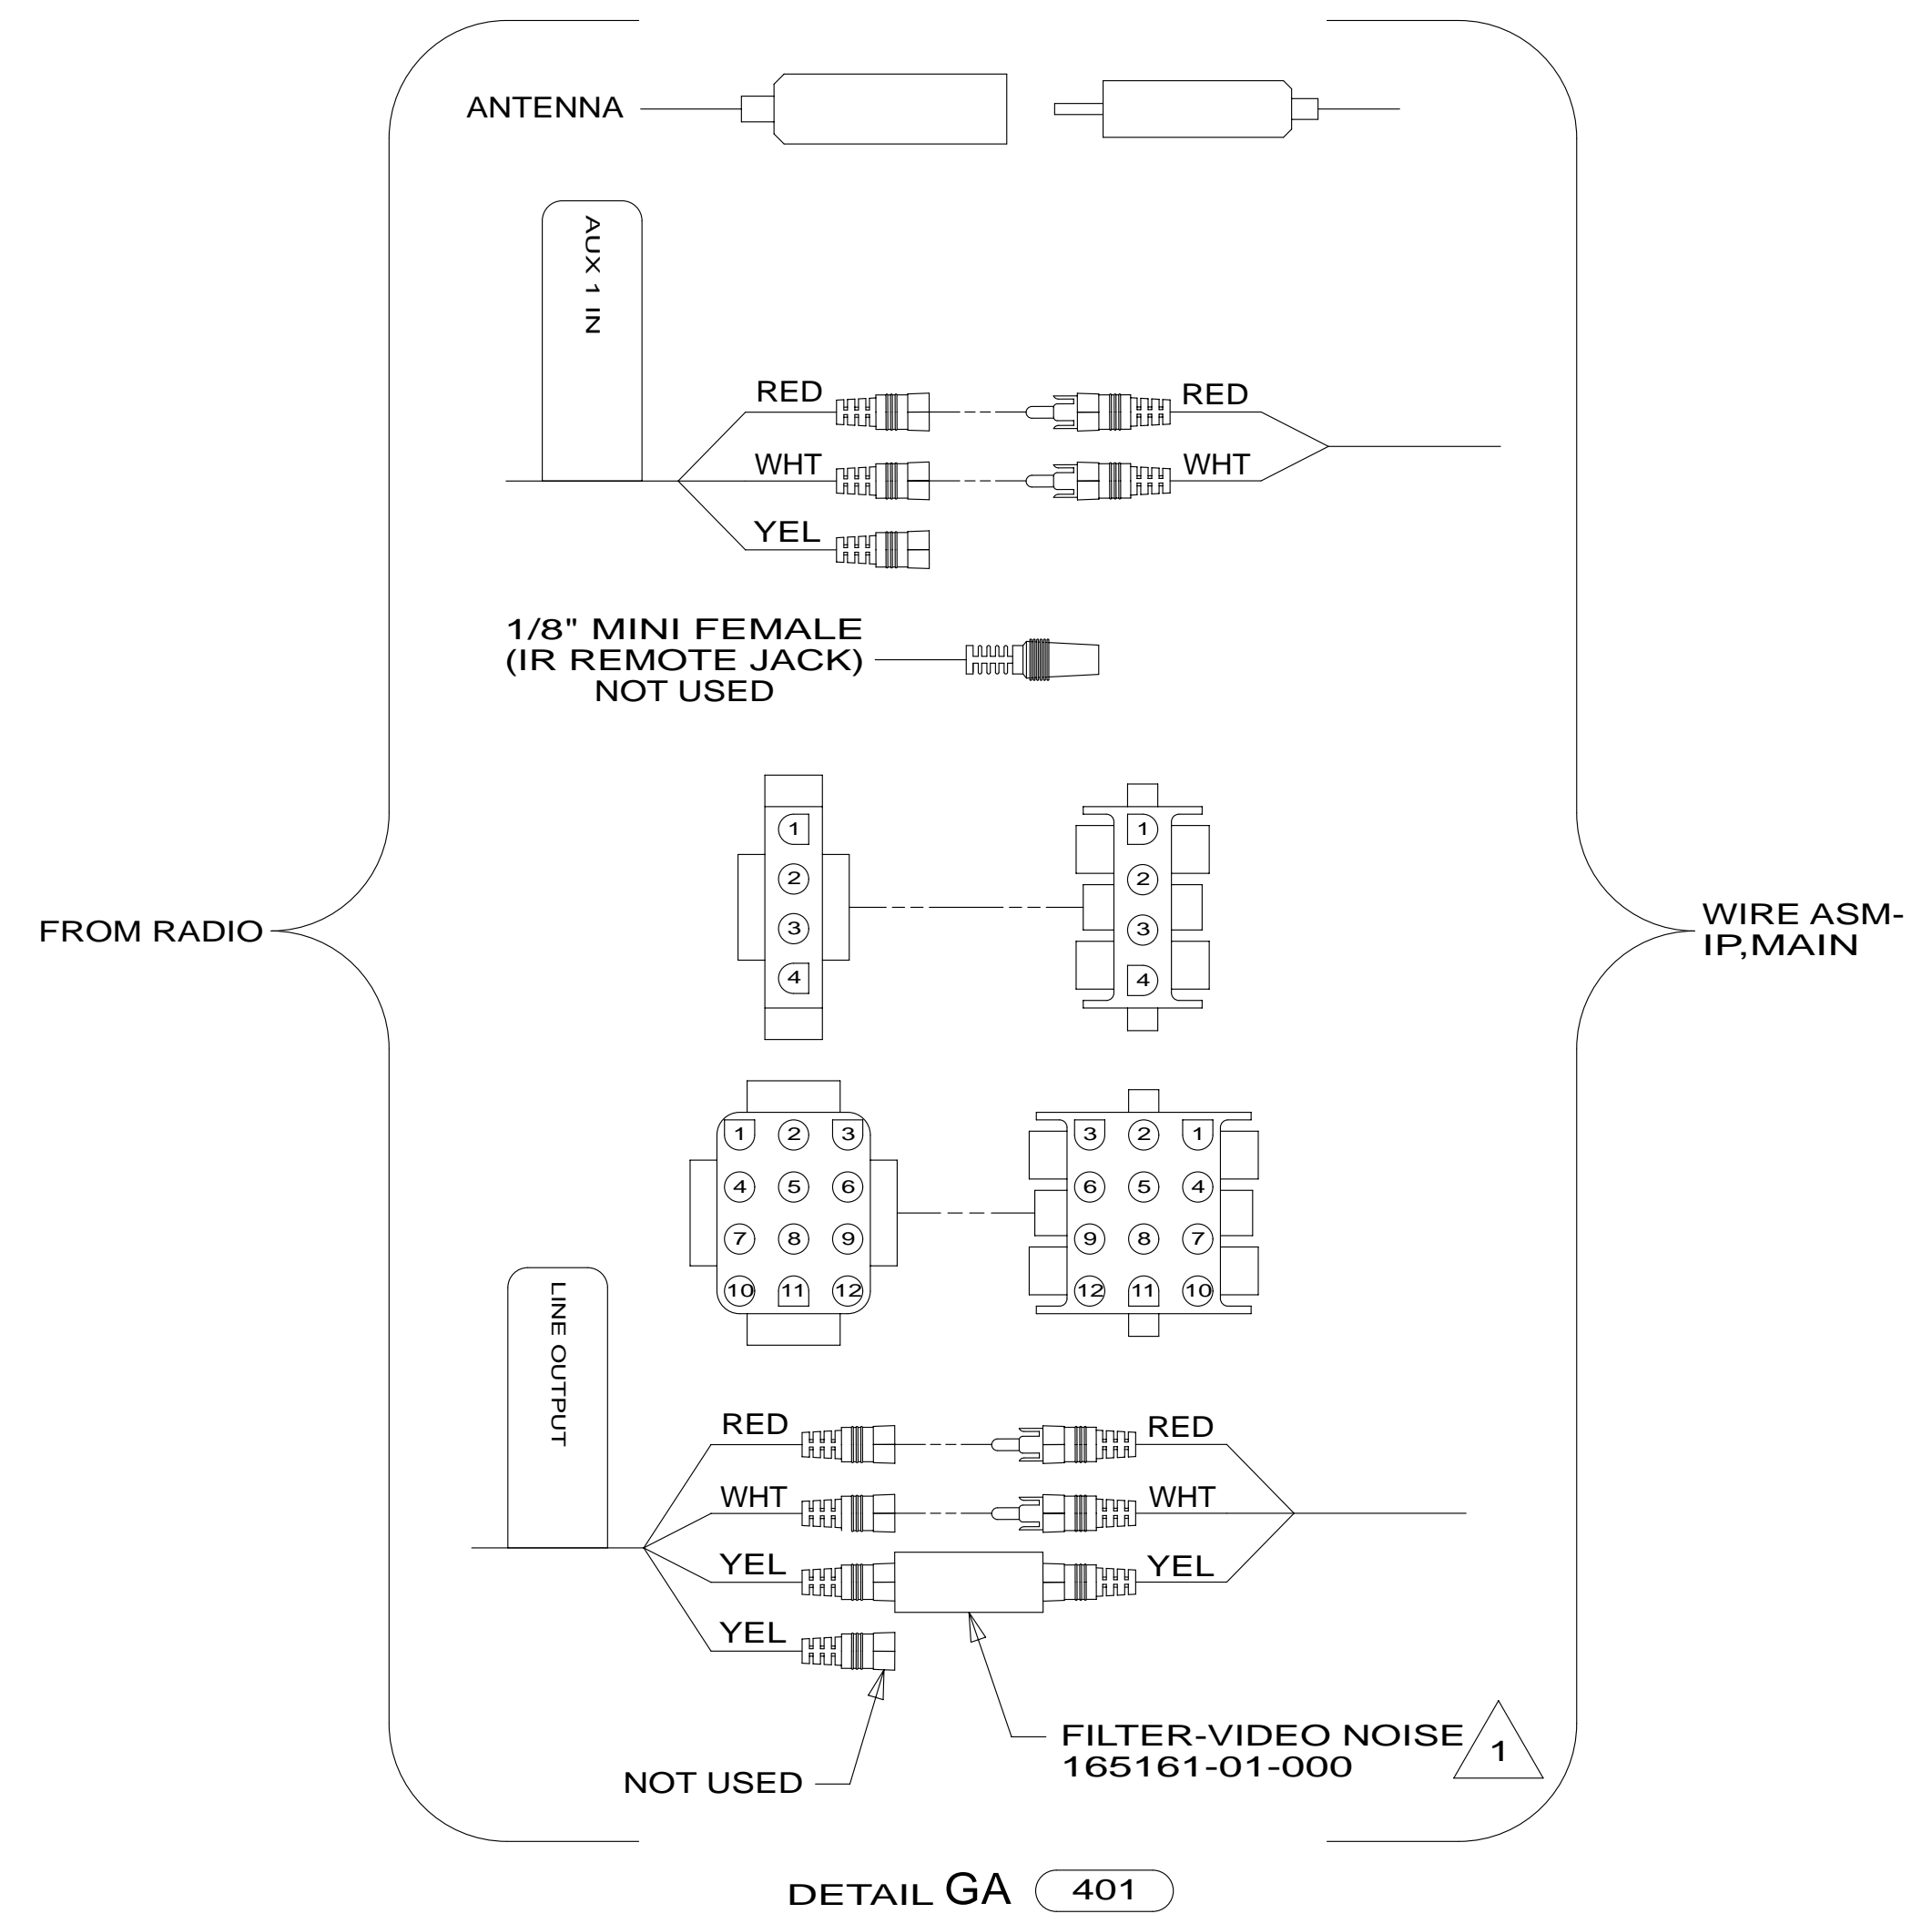 ANTENNA
AUX 1 IN
RED
RED
WHT
WHT
YEL
1/8" MINI FEMALE
(IR REMOTE JACK)
NOT USED
1
1
2
2
3
3
4
4
FROM RADIO
WIRE ASM-
IP,MAIN
1 2 3
3 2 1
4 5 6
6 5 4
7 8 9
9 8 7
10 11 12
12 11 10
LINE OUTPUT
RED
RED
WHT
WHT
YEL
YEL
YEL
FILTER-VIDEO NOISE
165161-01-000
1
NOT USED
DETAIL GA 401